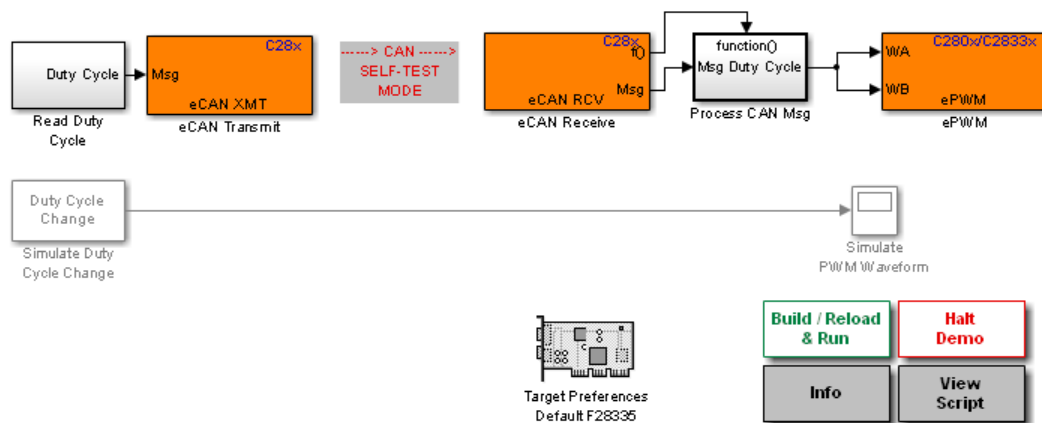 Duty Cycle
Read Duty
Cycle
C28x
Msg
eCAN XMT
eCAN Transmit
------> CAN ------>
SELF-TEST
MODE
C28x
f()
Msg
eCAN RCV
eCAN Receive
function()
Msg Duty Cycle
Process CAN Msg
C280x/C2833x
WA
WB
ePWM
ePWM
Duty Cycle
Change
Simulate Duty
Cycle Change
Simulate
PWM Waveform
Target Preferences
Default F28335
Build / Reload
& Run
Halt
Demo
Info
View
Script